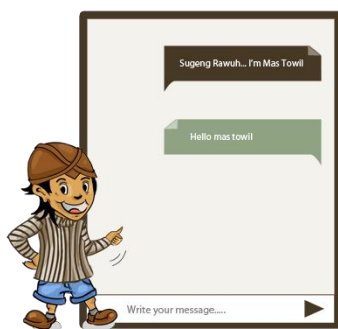 Sugeng Rawuh... I'm Mas Towil
Hello mas towil
Write your message.....